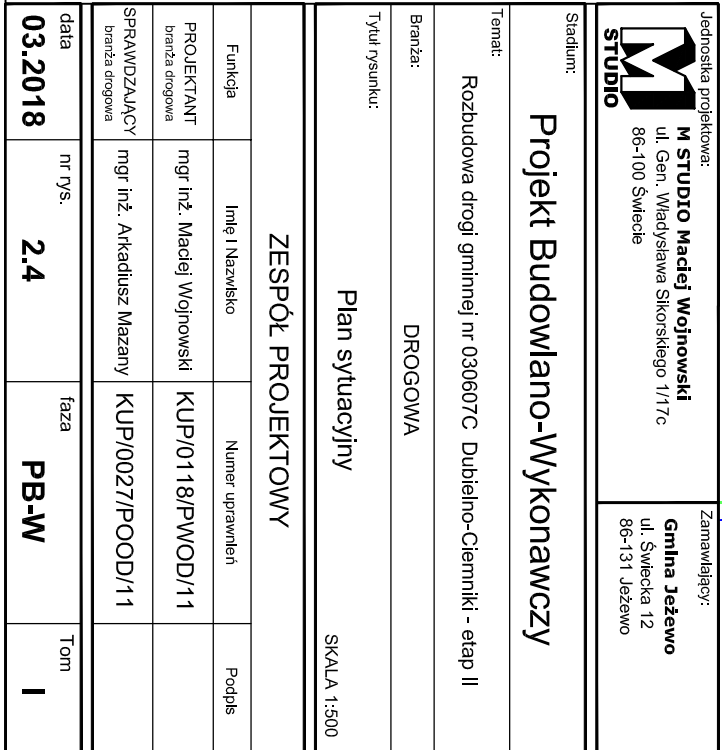 Jednostka projektowa:
M
STUDIO
M STUDIO Maciej Wojnowski
ul. Gen. Władysława Sikorskiego 1/17c
86-100 Świecie
Zamawiający:
Gmina Jeżewo
ul. Świecka 12
86-131 Jeżewo
Stadium:
Projekt Budowlano-Wykonawczy
Temat:
Rozbudowa drogi gminnej nr 030607C Dubielno-Ciemniki - etap II
Branża:
DROGOWA
Tytuł rysunku:
Plan sytuacyjny
SKALA 1:500
ZESPÓŁ PROJEKTOWY
Funkcja Imię i Nazwisko Numer uprawnień Podpis
PROJEKTANT
branża drogowa
mgr inż. Maciej Wojnowski KUP/0118/PWOD/11
SPRAWDZAJĄCY
branża drogowa
mgr inż. Arkadiusz Mazany KUP/0027/POOD/11
data nr rys. faza Tom
03.2018 2.4 PB-W I